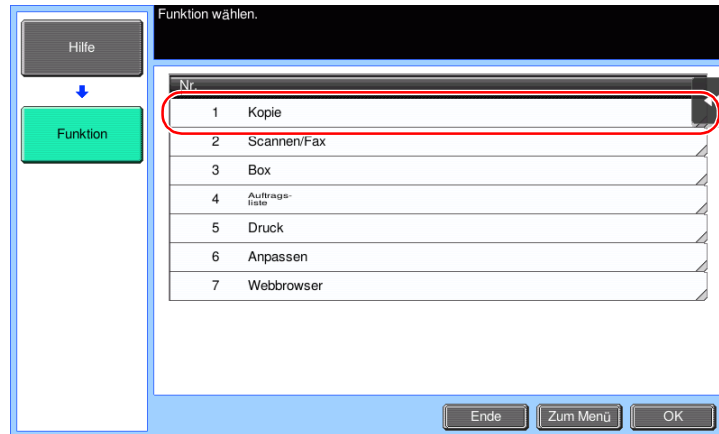 Funktion wählen.
Hilfe
Funktion
Nr.
1 Kopie
2 Scannen/Fax
3 Box
4 Auftrags-
liste
5 Druck
6 Anpassen
7 Webbrowser
Ende Zum Menü OK